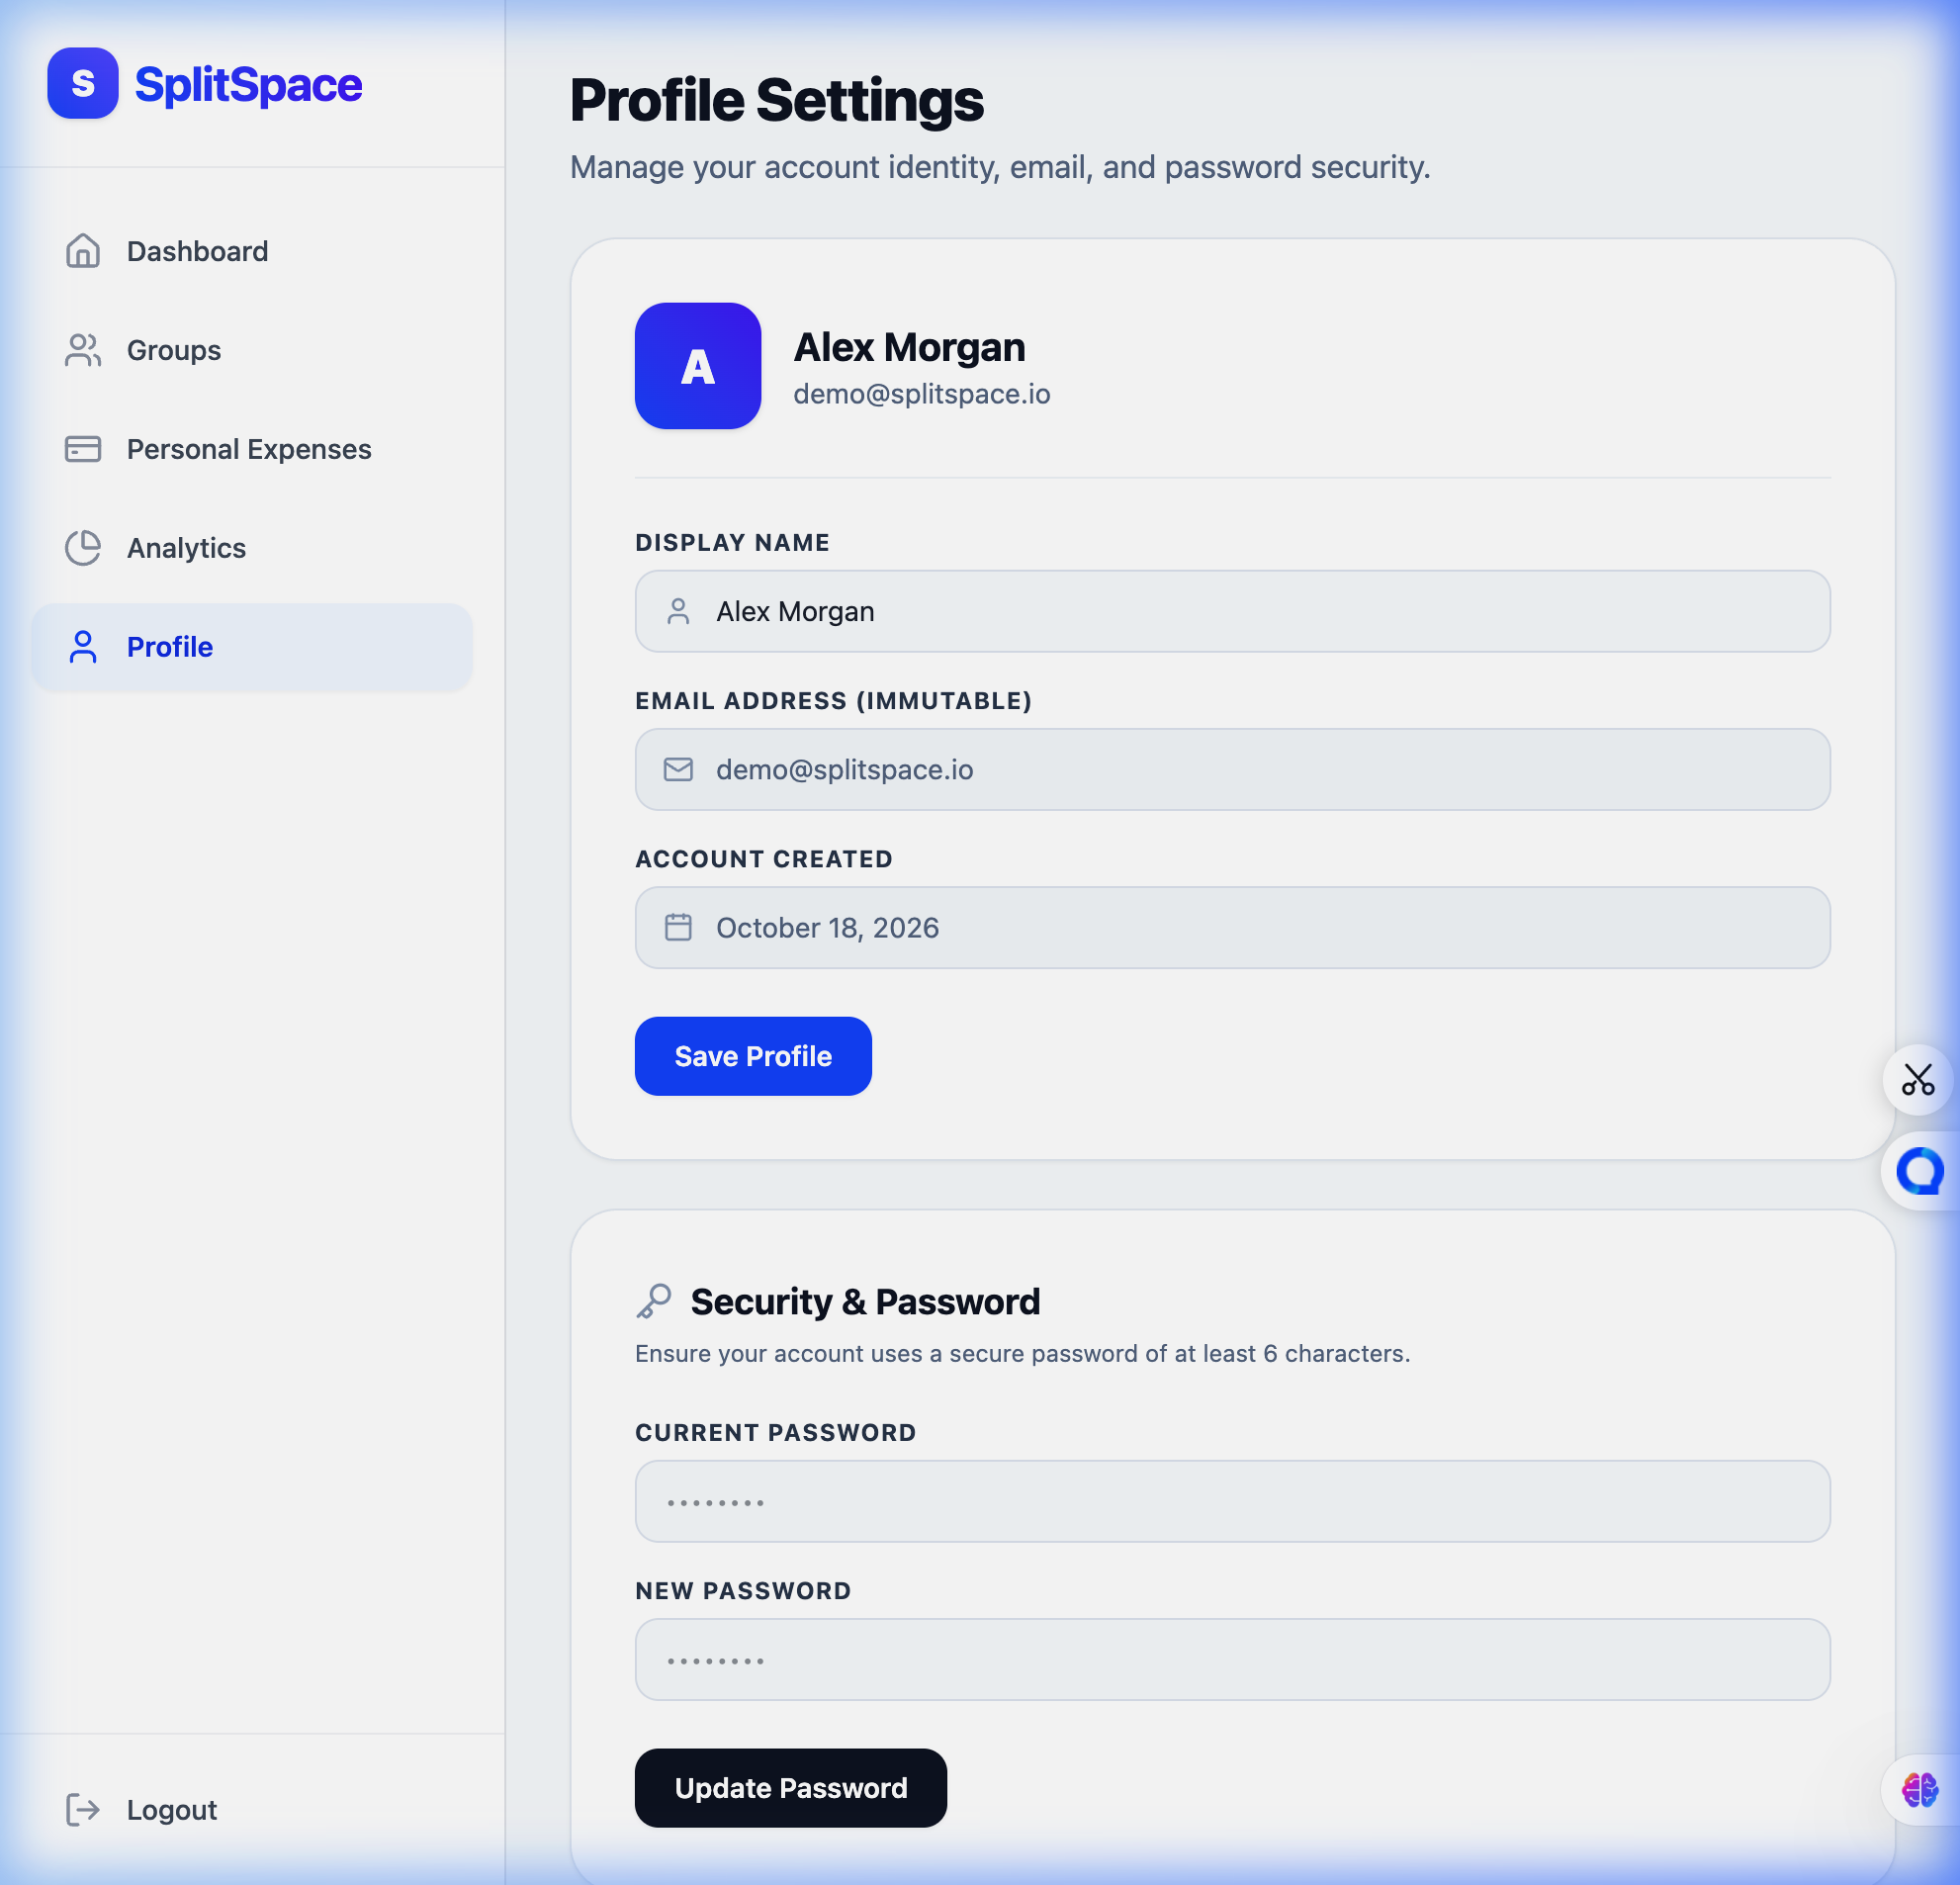 S SplitSpace
Dashboard
Groups
Personal Expenses
Analytics
Profile
Logout
Profile Settings
Manage your account identity, email, and password security.
A
Alex Morgan
demo@splitspace.io
DISPLAY NAME
Alex Morgan
EMAIL ADDRESS (IMMUTABLE)
demo@splitspace.io
ACCOUNT CREATED
October 18, 2026
Save Profile
Security & Password
Ensure your account uses a secure password of at least 6 characters.
CURRENT PASSWORD
••••••••
NEW PASSWORD
••••••••
Update Password